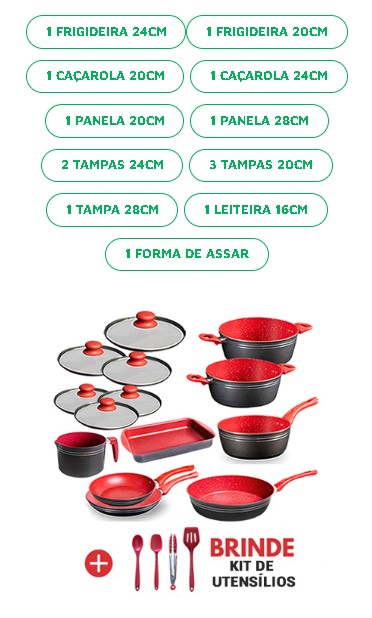 1 FRIGIDEIRA 24CM
1 FRIGIDEIRA 20CM
1 CAÇAROLA 20CM
1 CAÇAROLA 24CM
1 PANELA 20CM
1 PANELA 28CM
2 TAMPAS 24CM
3 TAMPAS 20CM
1 TAMPA 28CM
1 LEITEIRA 16CM
1 FORMA DE ASSAR
+
BRINDE
KIT DE
UTENSÍLIOS